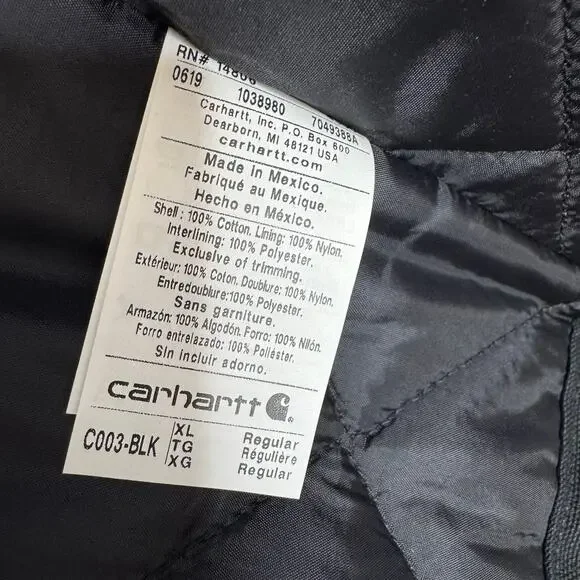 RN# 14806
0619 1038980 7049388A
Carhartt, Inc. P.O. Box 600
Dearborn, MI 48121 USA
carhartt.com
Made in Mexico.
Fabriqué au Mexique.
Hecho en México.
Shell: 100% Cotton. Lining: 100% Nylon.
Interlining: 100% Polyester.
Exclusive of trimming.
Extérieur: 100% Coton. Doublure: 100% Nylon.
Entredoublure:100% Polyester.
Sans garniture.
Armazón: 100% Algodón. Forro: 100% Nilón.
Forro entrelazado: 100% Poliéster.
Sin incluir adorno.
carhartt
C003-BLK XL Regular
TG Régulière
XG Regular